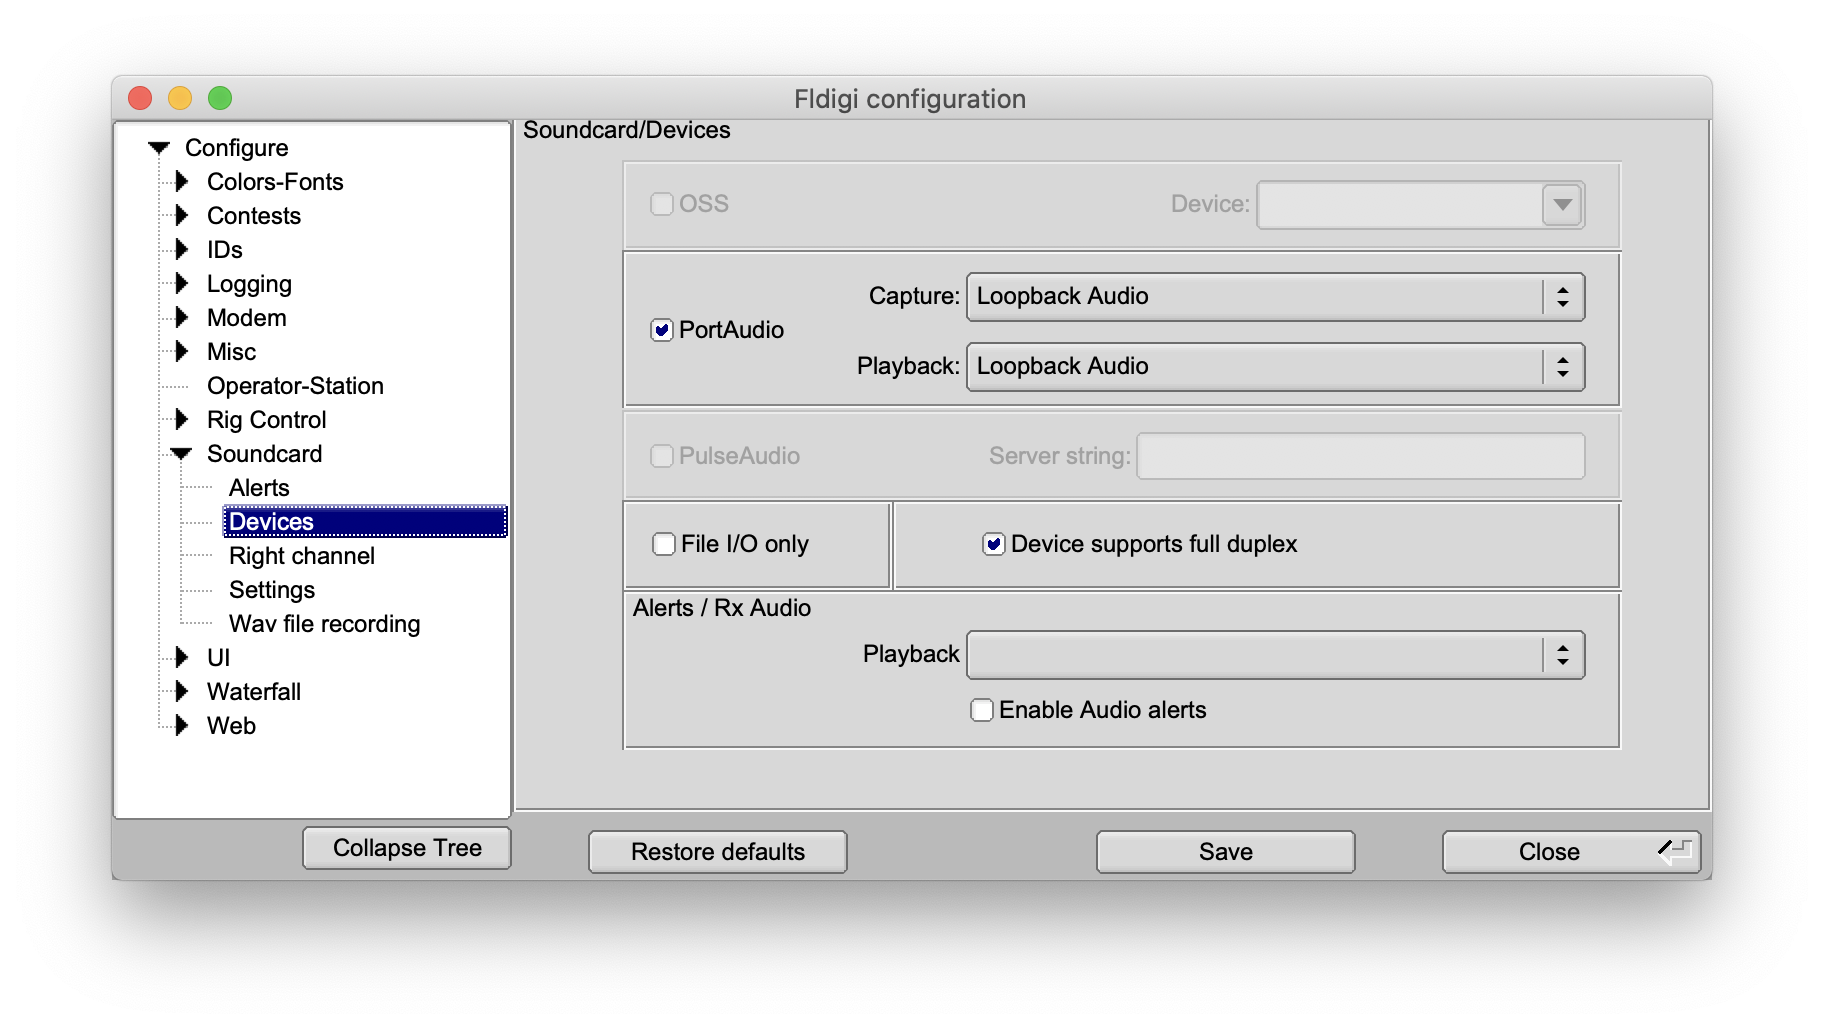 Fldigi configuration
Configure
Colors-Fonts
Contests
IDs
Logging
Modem
Misc
Operator-Station
Rig Control
Soundcard
Alerts
Devices
Right channel
Settings
Wav file recording
UI
Waterfall
Web
Collapse Tree
Soundcard/Devices
OSS Device:
Capture: Loopback Audio
PortAudio
Playback: Loopback Audio
PulseAudio Server string:
File I/O only Device supports full duplex
Alerts / Rx Audio
Playback
Enable Audio alerts
Restore defaults Save Close